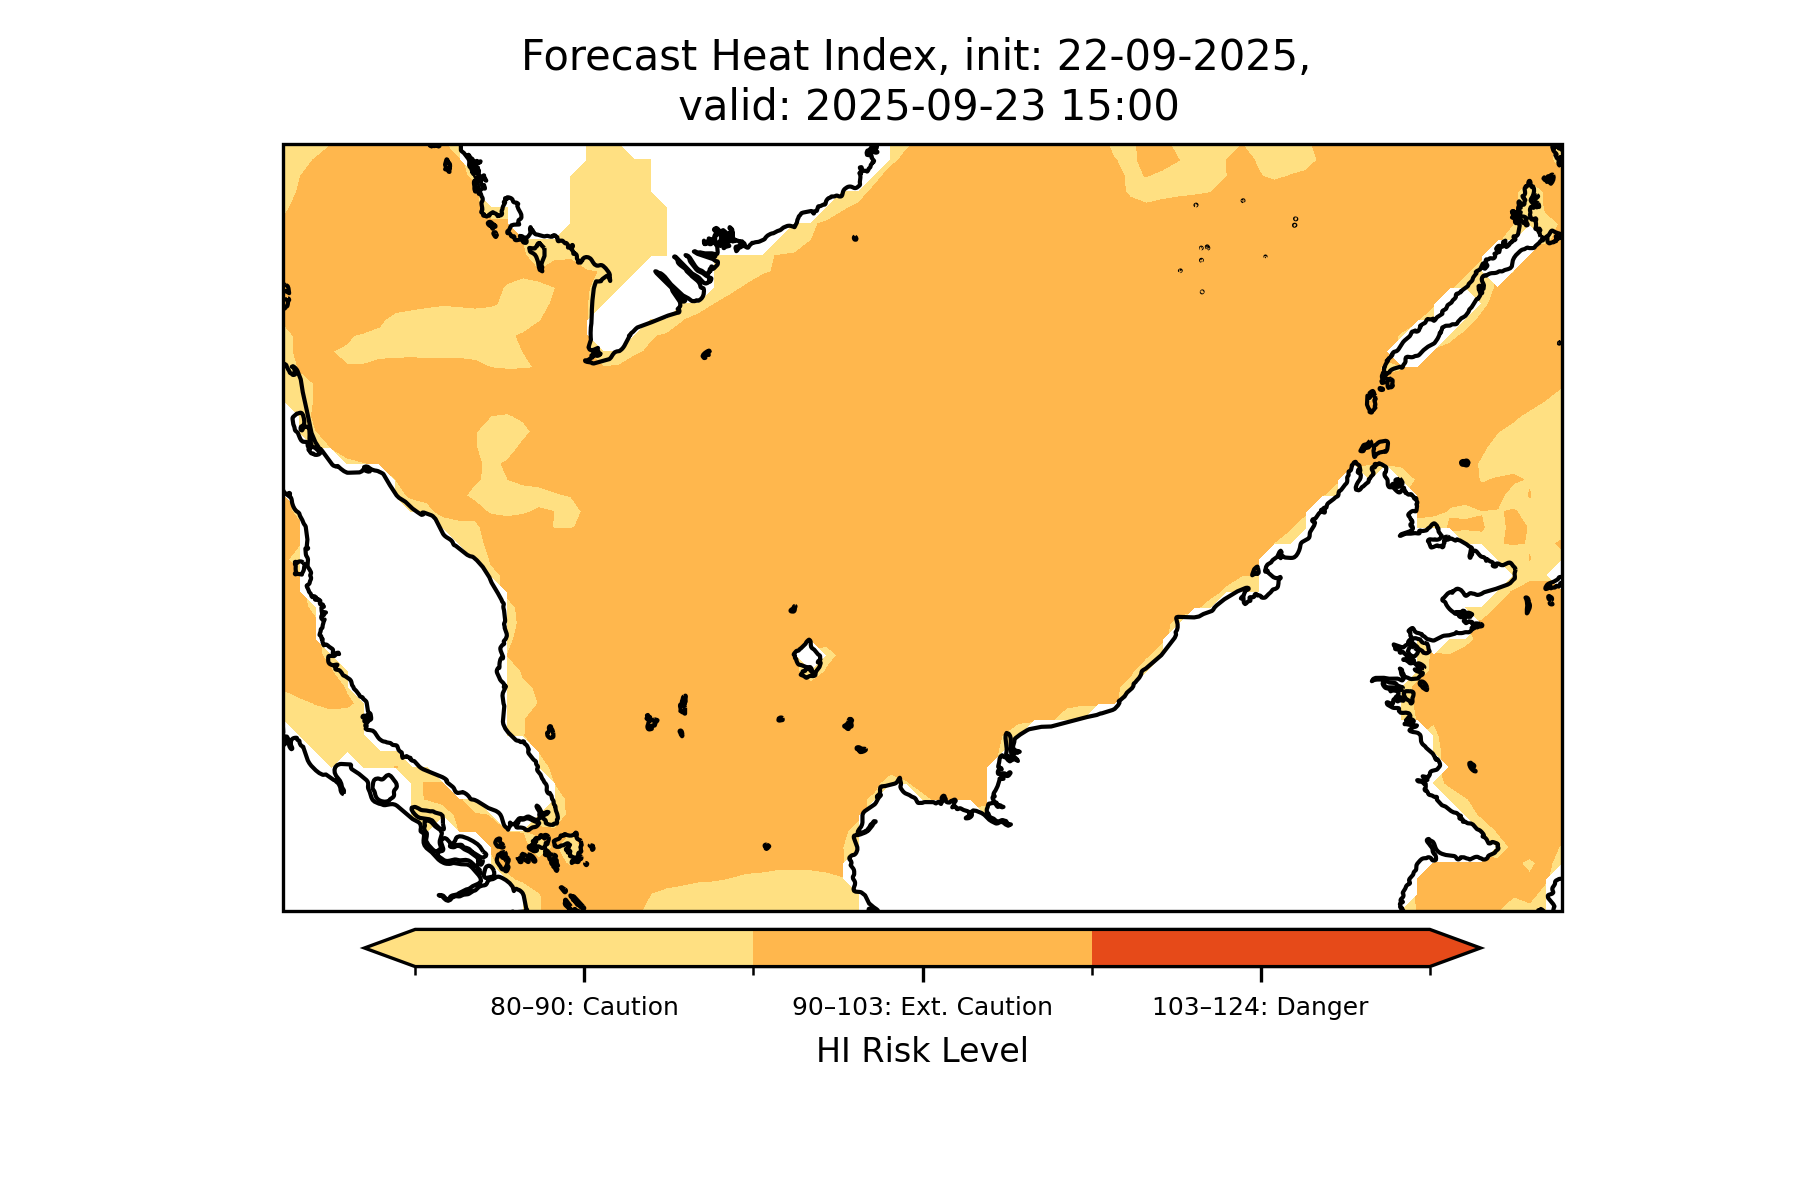 Forecast Heat Index, init: 22-09-2025,
valid: 2025-09-23 15:00
80–90: Caution
90–103: Ext. Caution
103–124: Danger
HI Risk Level